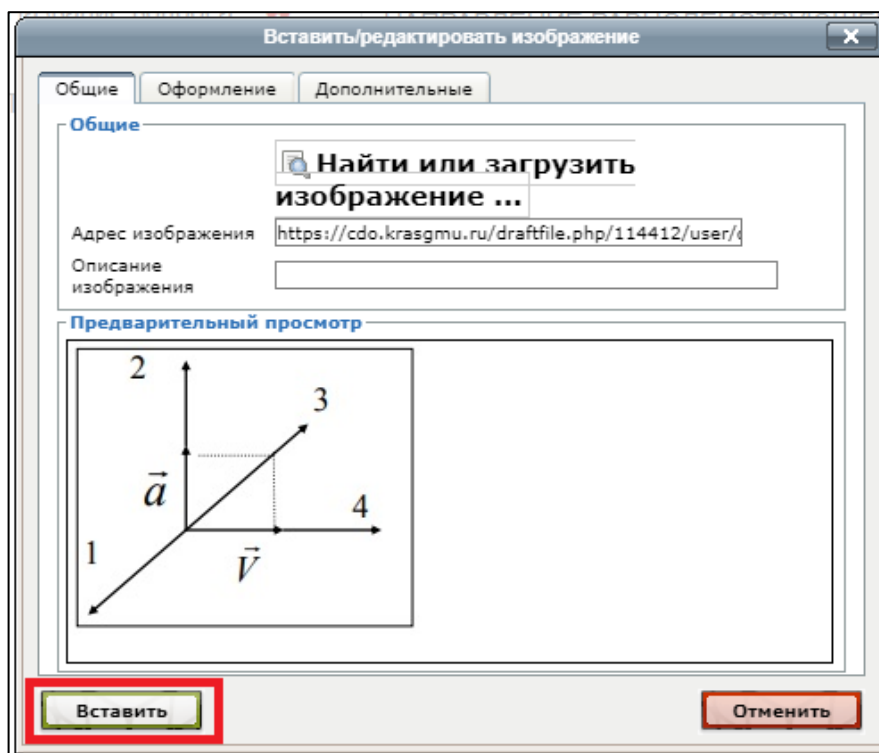 Вставить/редактировать изображение
Общие Оформление Дополнительные
Общие
Найти или загрузить
изображение ...
Адрес изображения https://cdo.krasgmu.ru/draftfile.php/114412/user/
Описание
изображения
Предварительный просмотр
2
3
a
4
1
V
Вставить Отменить